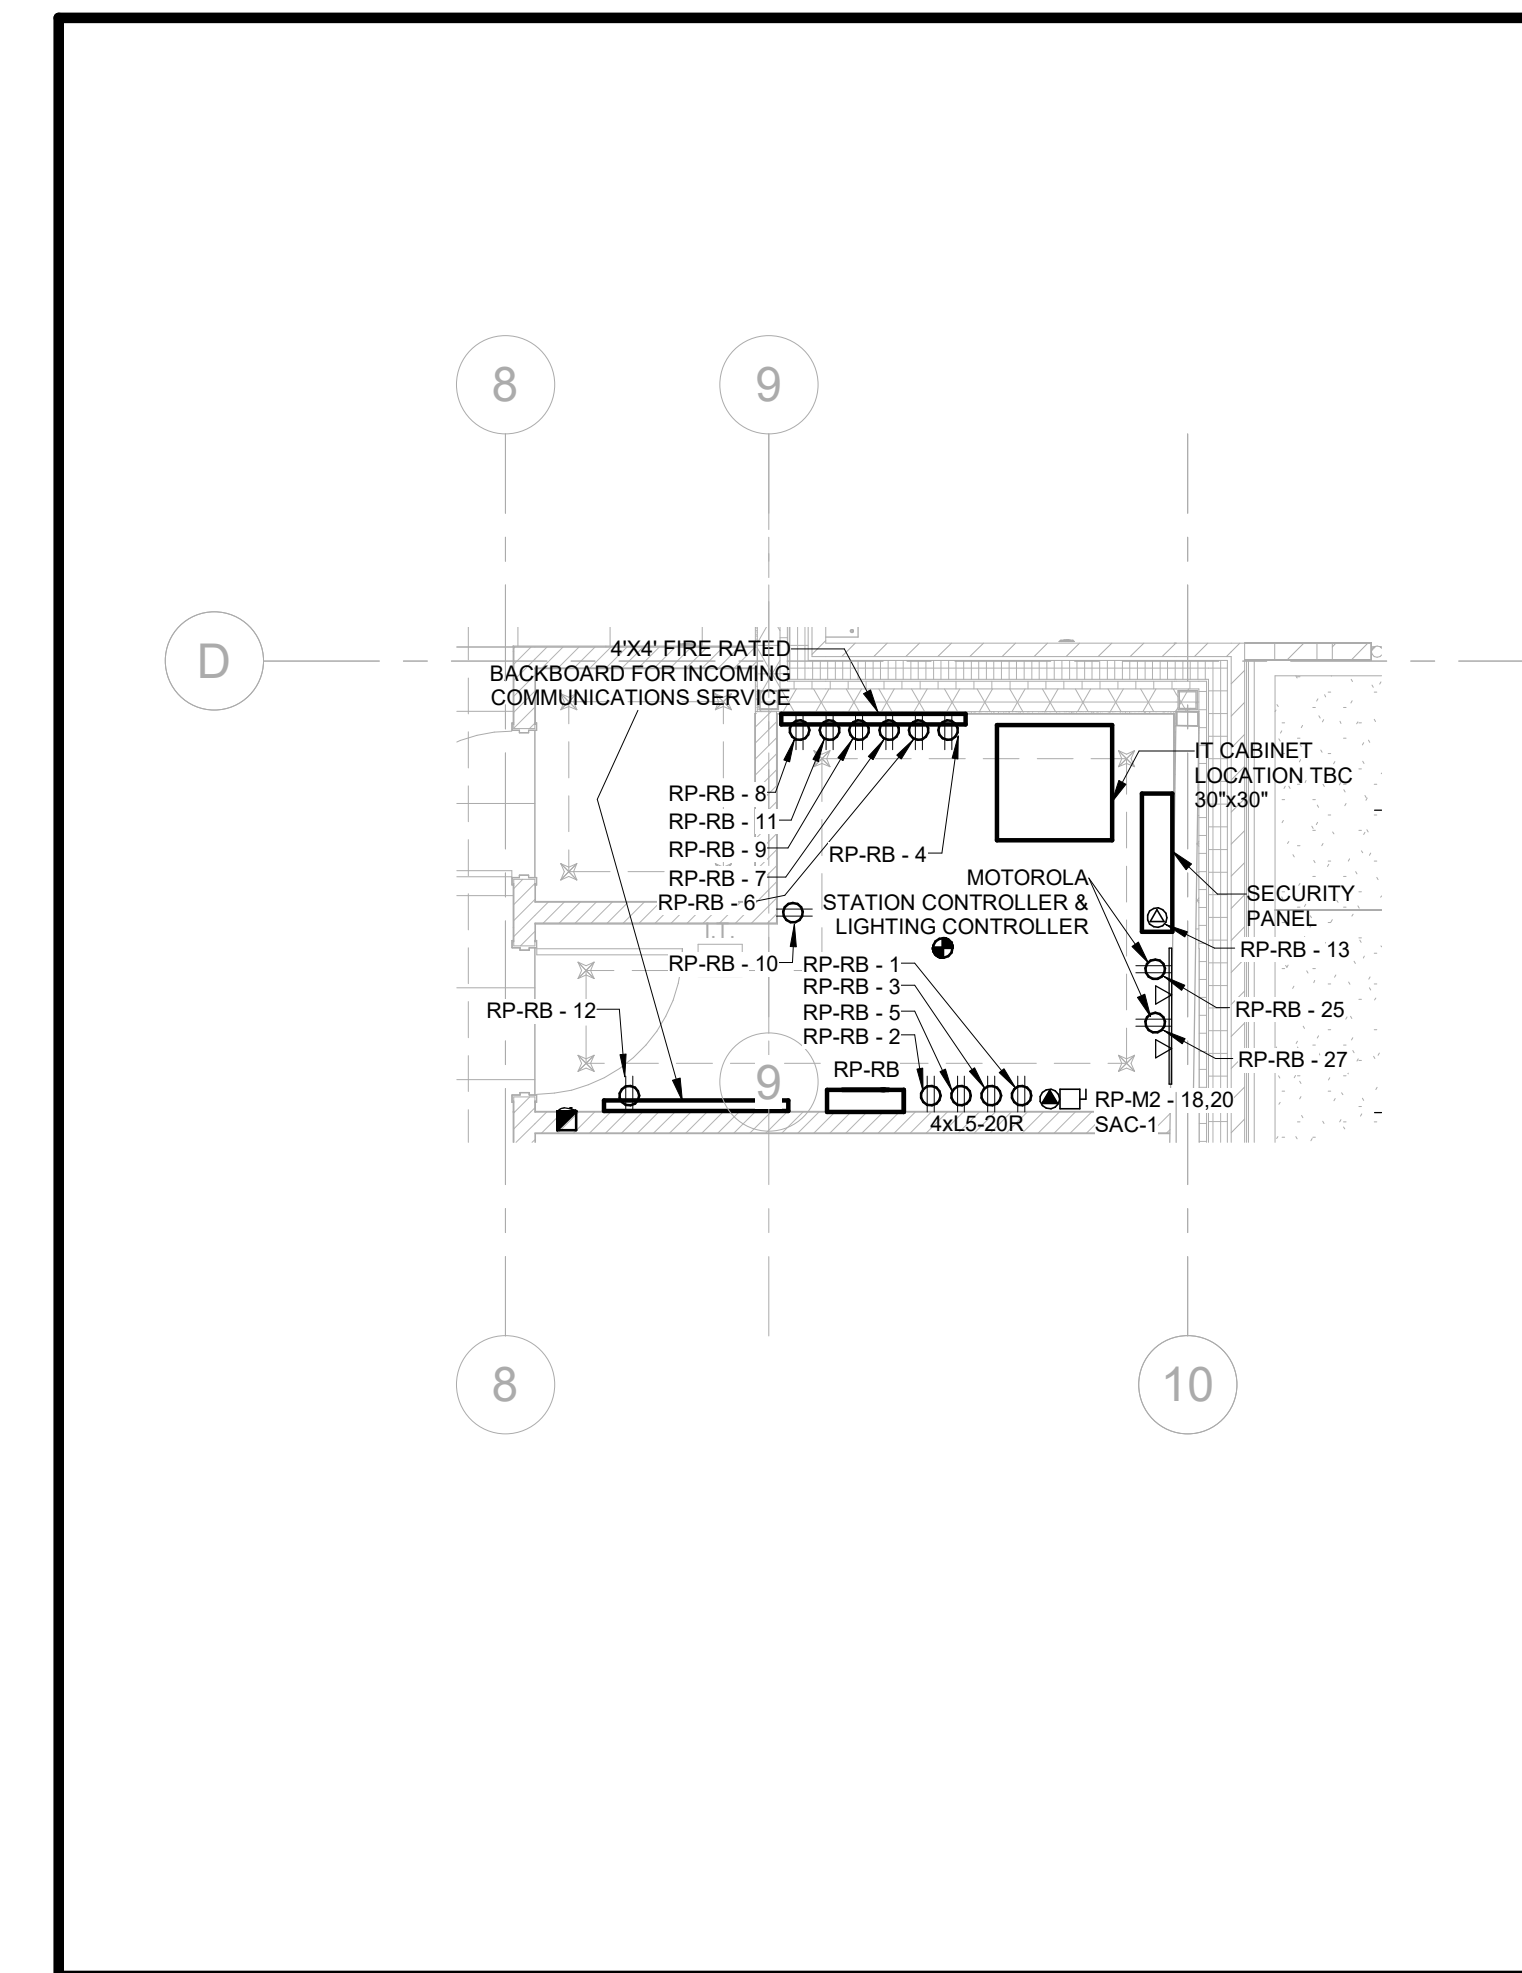 8
9
D
4'X4' FIRE RATED
BACKBOARD FOR INCOMING
COMMUNICATIONS SERVICE
IT CABINET
LOCATION TBC
30"x30"
RP-RB - 8
RP-RB - 11
RP-RB - 9
RP-RB - 7
RP-RB - 6
RP-RB - 4
MOTOROLA
STATION CONTROLLER &
LIGHTING CONTROLLER
SECURITY
PANEL
RP-RB - 13
RP-RB - 10
RP-RB - 1
RP-RB - 3
RP-RB - 5
RP-RB - 2
RP-RB - 12
RP-RB - 25
RP-RB - 27
RP-RB
9
4xL5-20R
RP-M2 - 18,20
SAC-1
8
10